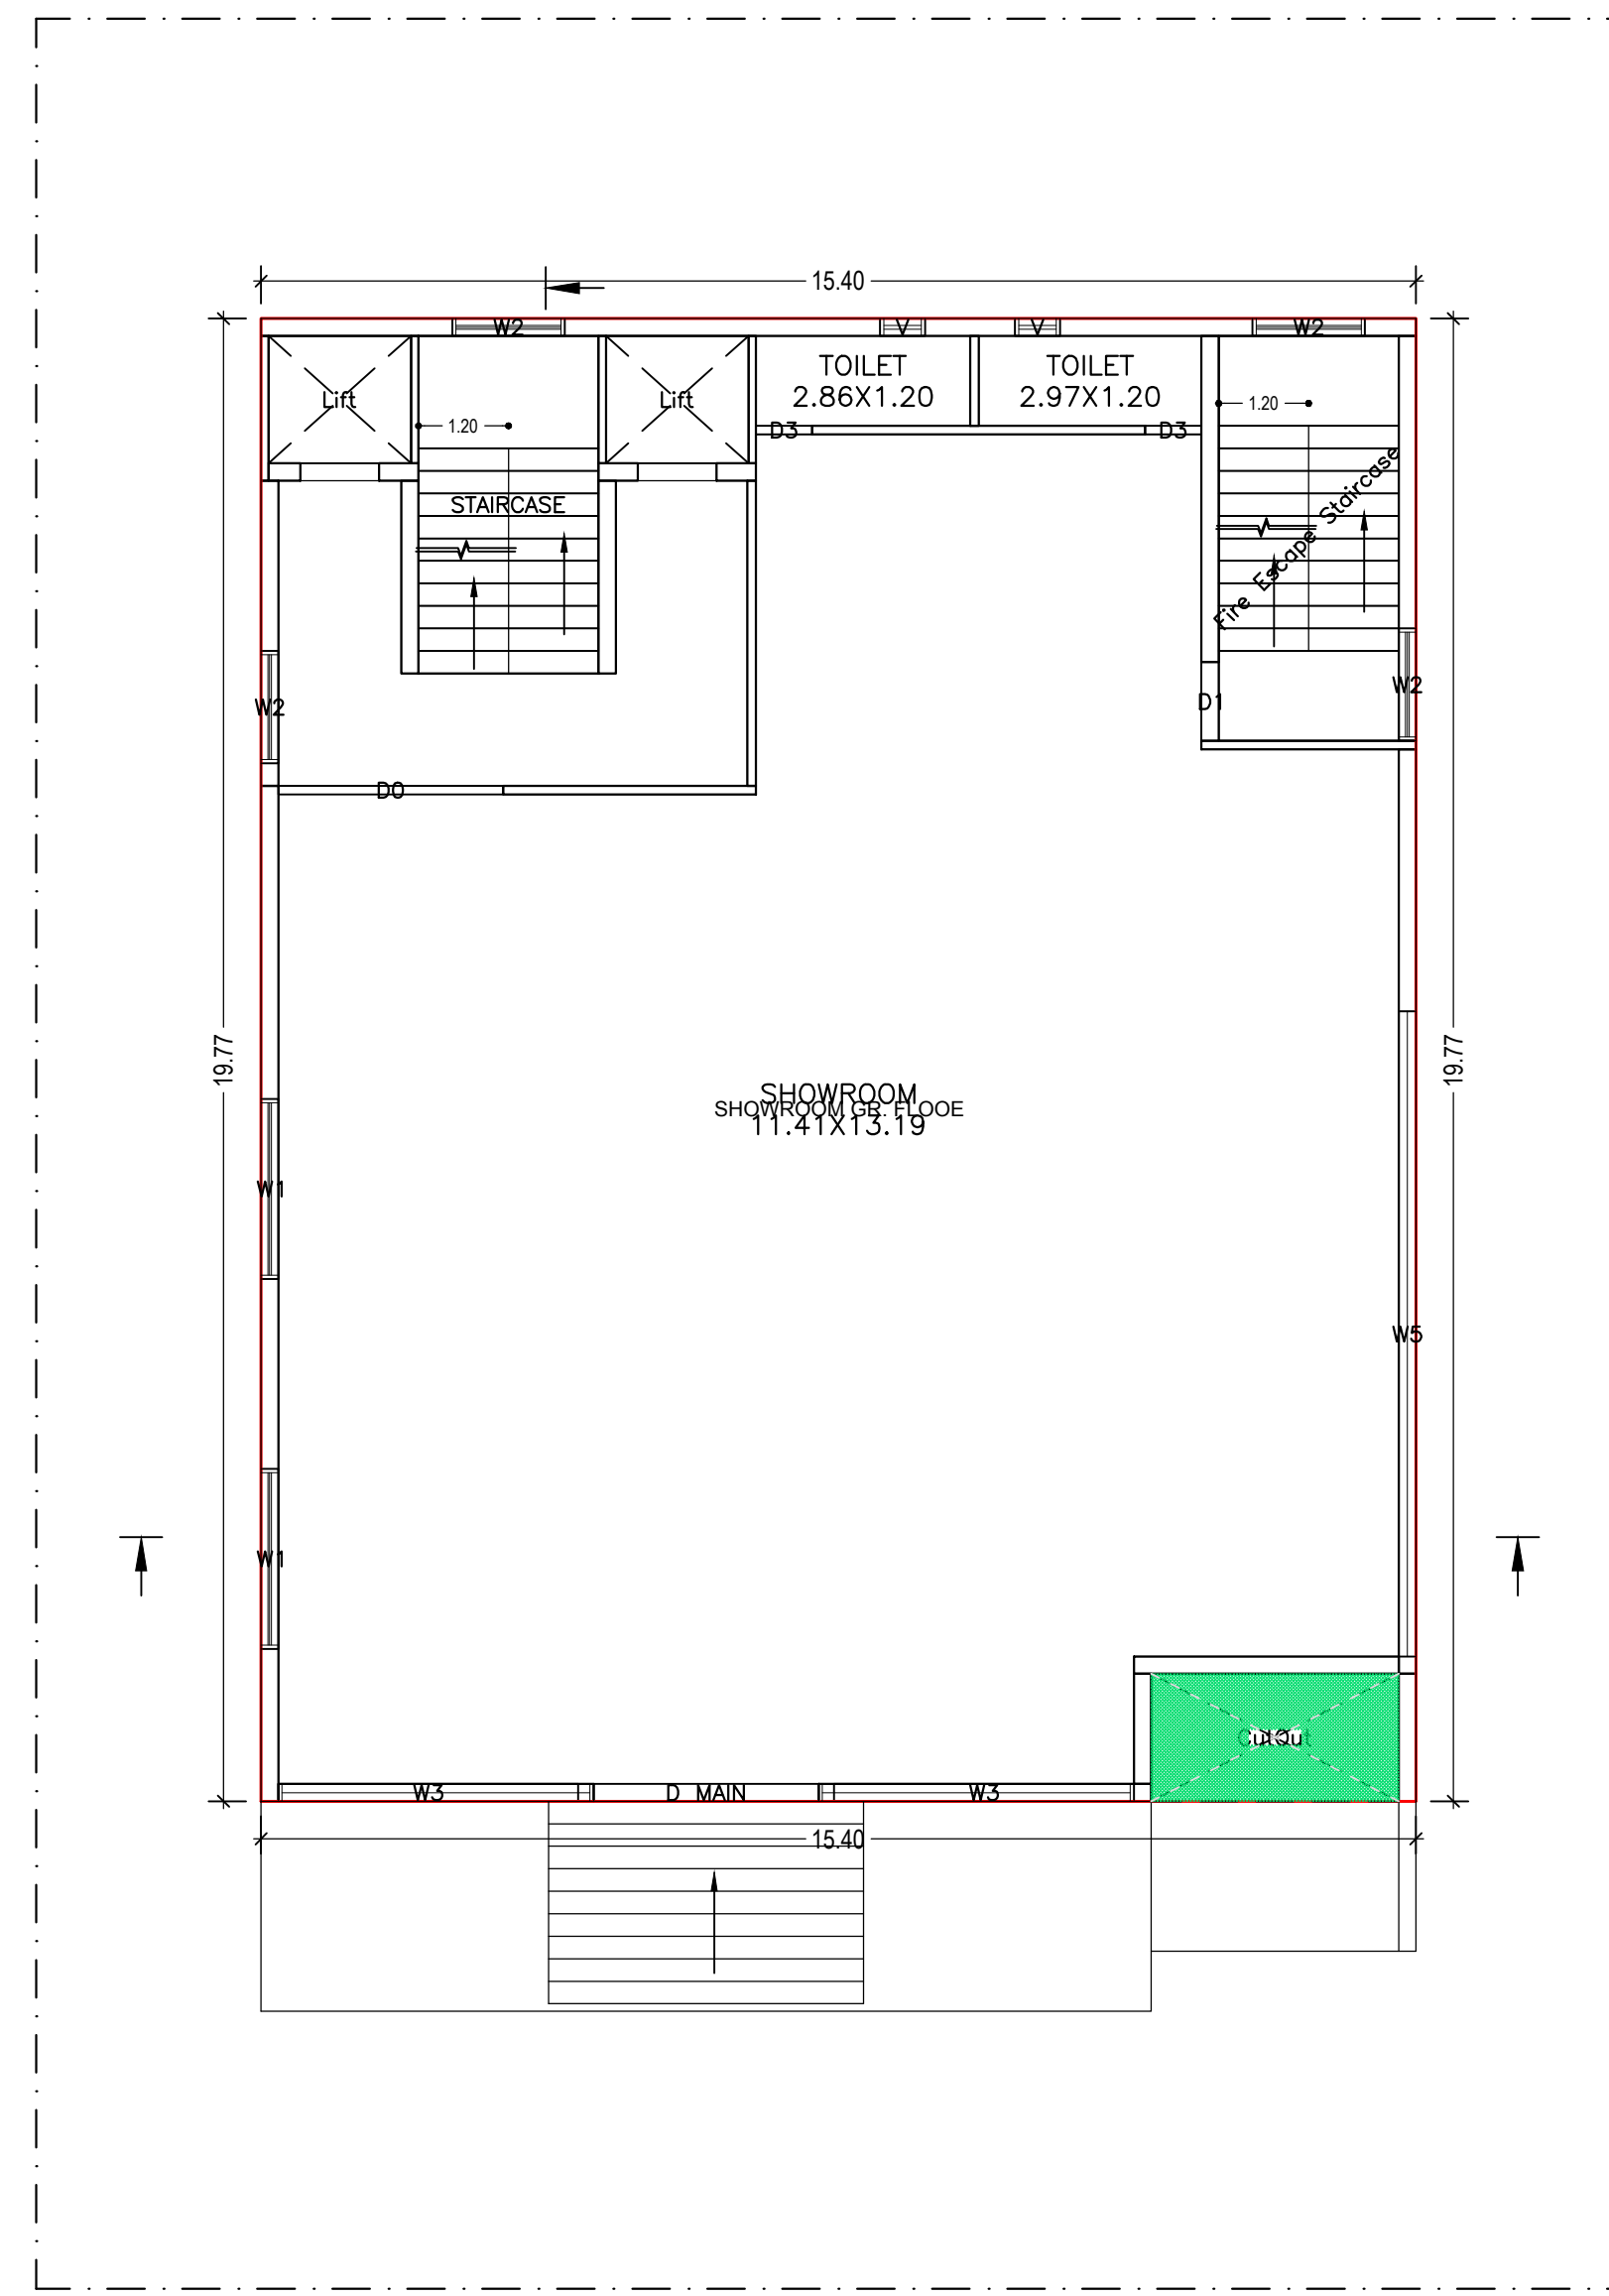 15.40
W2
V
V
W2
TOILET
2.86X1.20
TOILET
2.97X1.20
Lift
Lift
1.20
1.20
D3
D3
STAIRCASE
Fire Escape Staircase
W2
D1
W2
D0
19.77
19.77
SHOWROOM
SHOWROOM GR. FLOOE
11.41X13.19
W1
W5
W1
CutOut
W3
D MAIN
W3
15.40